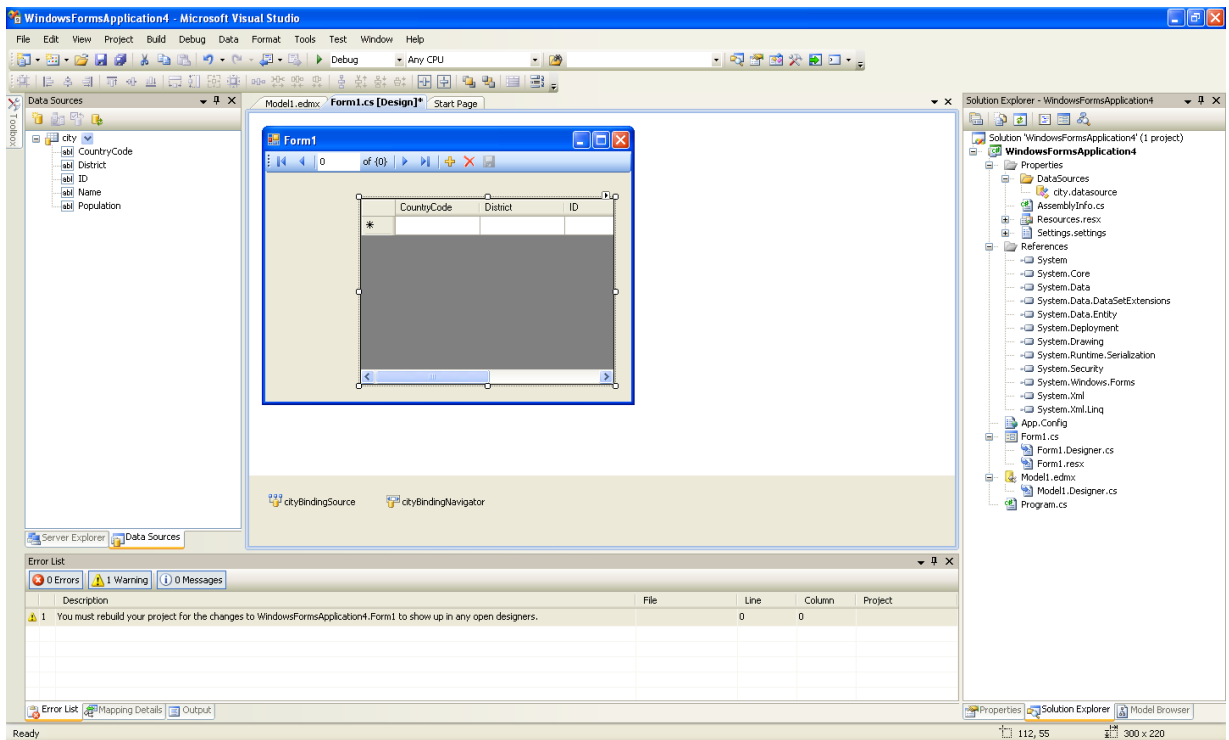 WindowsFormsApplication4 - Microsoft Visual Studio
File Edit View Project Build Debug Data Format Tools Test Window Help
Debug Any CPU
Toolbox
Data Sources
city
CountryCode
District
ID
Name
Population
Server Explorer Data Sources
Model1.edmx Form1.cs [Design]* Start Page
Form1
0 of {0}
CountryCode District ID
cityBindingSource cityBindingNavigator
Solution Explorer - WindowsFormsApplication4
Solution 'WindowsFormsApplication4' (1 project)
WindowsFormsApplication4
Properties
DataSources
city.datasource
AssemblyInfo.cs
Resources.resx
Settings.settings
References
System
System.Core
System.Data
System.Data.DataSetExtensions
System.Data.Entity
System.Deployment
System.Drawing
System.Runtime.Serialization
System.Security
System.Windows.Forms
System.Xml
System.Xml.Linq
App.Config
Form1.cs
Form1.Designer.cs
Form1.resx
Model1.edmx
Model1.Designer.cs
Program.cs
Properties Solution Explorer Model Browser
Error List
0 Errors 1 Warning 0 Messages
Description File Line Column Project
1 You must rebuild your project for the changes to WindowsFormsApplication4.Form1 to show up in any open designers. 0 0
Error List Mapping Details Output
Ready 112, 55 300 x 220